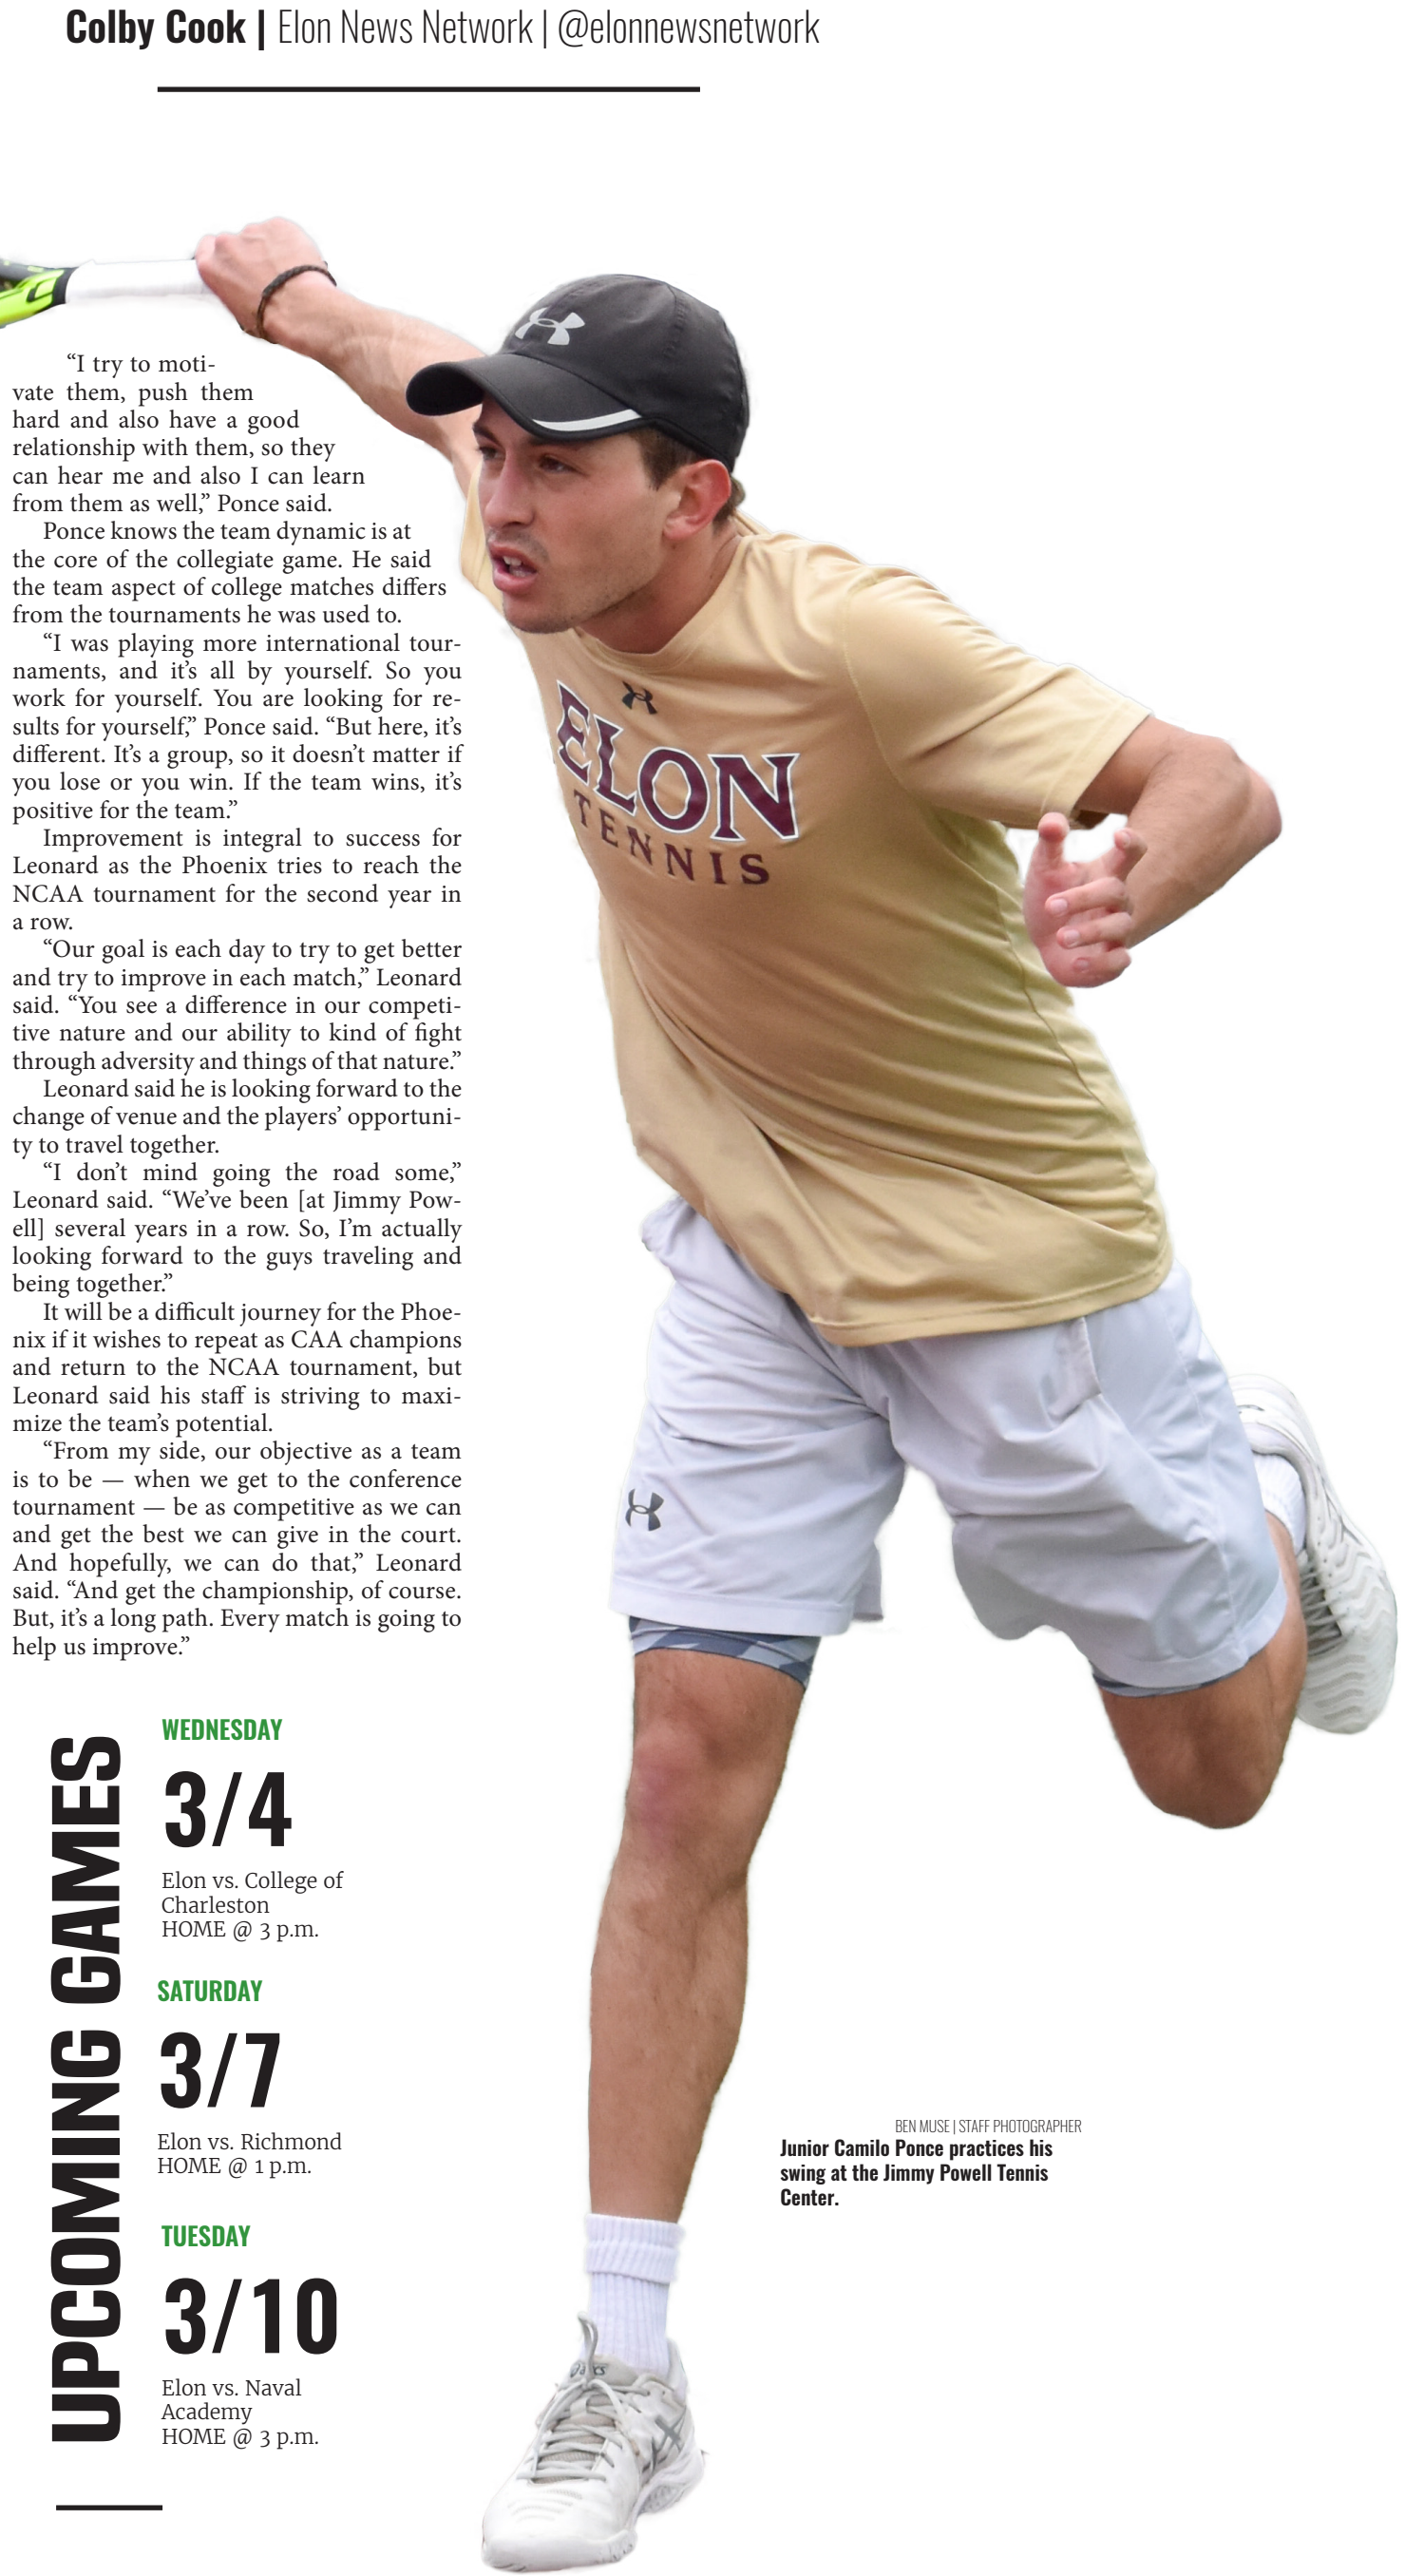 Colby Cook | Elon News Network | @elonnewsnetwork
“I try to moti-
vate them, push them
hard and also have a good
relationship with them, so they
can hear me and also I can learn
from them as well,” Ponce said.
Ponce knows the team dynamic is at
the core of the collegiate game. He said
the team aspect of college matches differs
from the tournaments he was used to.
“I was playing more international tour-
naments, and it’s all by yourself. So you
work for yourself. You are looking for re-
sults for yourself,” Ponce said. “But here, it’s
different. It’s a group, so it doesn’t matter if
you lose or you win. If the team wins, it’s
positive for the team.”
Improvement is integral to success for
Leonard as the Phoenix tries to reach the
NCAA tournament for the second year in
a row.
“Our goal is each day to try to get better
and try to improve in each match,” Leonard
said. “You see a difference in our competi-
tive nature and our ability to kind of fight
through adversity and things of that nature.”
Leonard said he is looking forward to the
change of venue and the players’ opportuni-
ty to travel together.
“I don’t mind going the road some,”
Leonard said. “We’ve been [at Jimmy Pow-
ell] several years in a row. So, I’m actually
looking forward to the guys traveling and
being together.”
It will be a difficult journey for the Phoe-
nix if it wishes to repeat as CAA champions
and return to the NCAA tournament, but
Leonard said his staff is striving to maxi-
mize the team’s potential.
“From my side, our objective as a team
is to be — when we get to the conference
tournament — be as competitive as we can
and get the best we can give in the court.
And hopefully, we can do that,” Leonard
said. “And get the championship, of course.
But, it’s a long path. Every match is going to
help us improve.”
ELON
TENNIS
UPCOMING GAMES
WEDNESDAY
3/4
Elon vs. College of
Charleston
HOME @ 3 p.m.
SATURDAY
3/7
Elon vs. Richmond
HOME @ 1 p.m.
TUESDAY
3/10
Elon vs. Naval
Academy
HOME @ 3 p.m.
BEN MUSE | STAFF PHOTOGRAPHER
Junior Camilo Ponce practices his
swing at the Jimmy Powell Tennis
Center.
asics